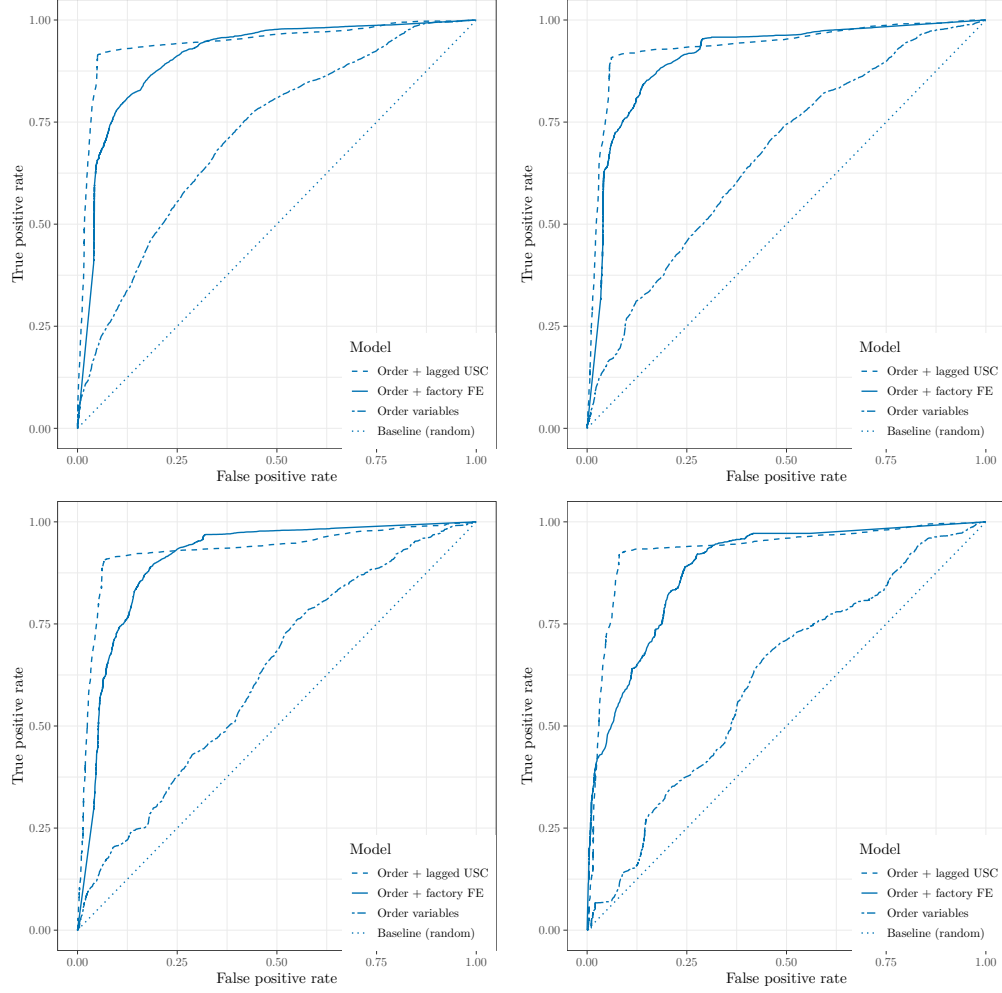 1.00
0.75
0.50
0.25
0.00
True positive rate
Model
Order + lagged USC
Order + factory FE
Order variables
Baseline (random)
0.00 0.25 0.50 0.75 1.00
False positive rate
1.00
0.75
0.50
0.25
0.00
True positive rate
Model
Order + lagged USC
Order + factory FE
Order variables
Baseline (random)
0.00 0.25 0.50 0.75 1.00
False positive rate
1.00
0.75
0.50
0.25
0.00
True positive rate
Model
Order + lagged USC
Order + factory FE
Order variables
Baseline (random)
0.00 0.25 0.50 0.75 1.00
False positive rate
1.00
0.75
0.50
0.25
0.00
True positive rate
Model
Order + lagged USC
Order + factory FE
Order variables
Baseline (random)
0.00 0.25 0.50 0.75 1.00
False positive rate